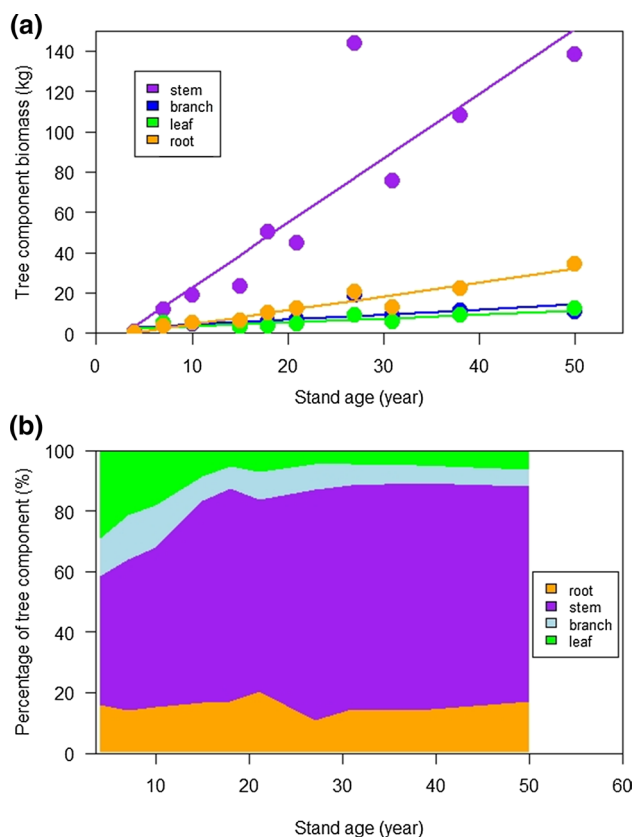 (a)
Tree component biomass (kg)
140
120
100
80
60
40
20
0
stem
branch
leaf
root
0 10 20 30 40 50
Stand age (year)
(b)
Percentage of tree component (%)
100
80
60
40
20
0
root
stem
branch
leaf
10 20 30 40 50 60
Stand age (year)